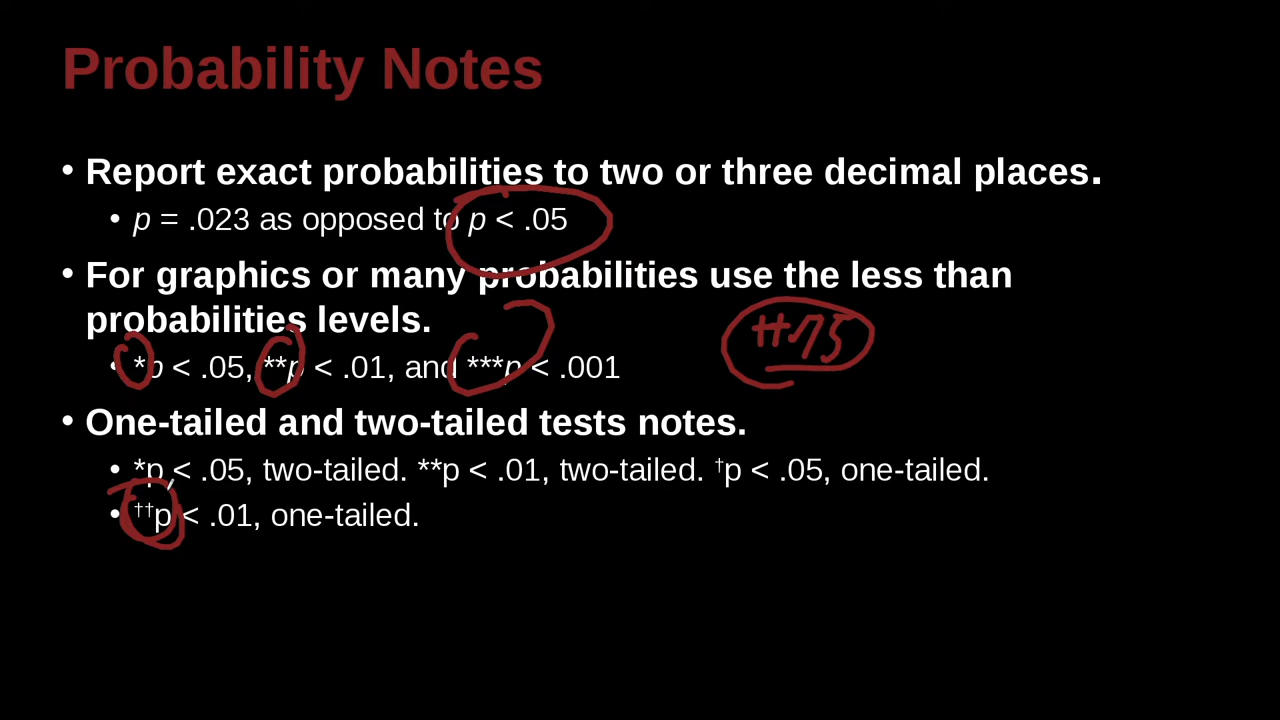 Probability Notes
• Report exact probabilities to two or three decimal places.
• p = .023 as opposed to p < .05
• For graphics or many probabilities use the less than
probabilities levels.
• *p < .05, **p < .01, and ***p < .001
• One-tailed and two-tailed tests notes.
• *p < .05, two-tailed. **p < .01, two-tailed. †p < .05, one-tailed.
• ††p < .01, one-tailed.